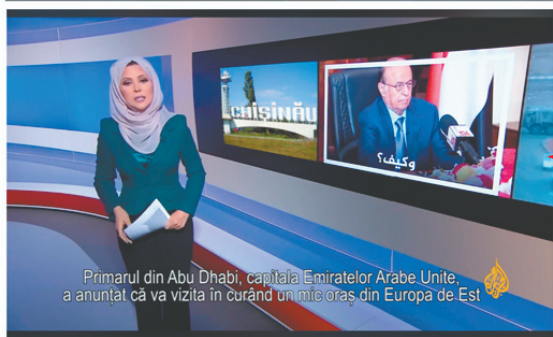 CHIȘINĂU
وكيف؟
Primarul din Abu Dhabi, capitala Emiratelor Arabe Unite,
a anunțat că va vizita în curând un mic oraș din Europa de Est